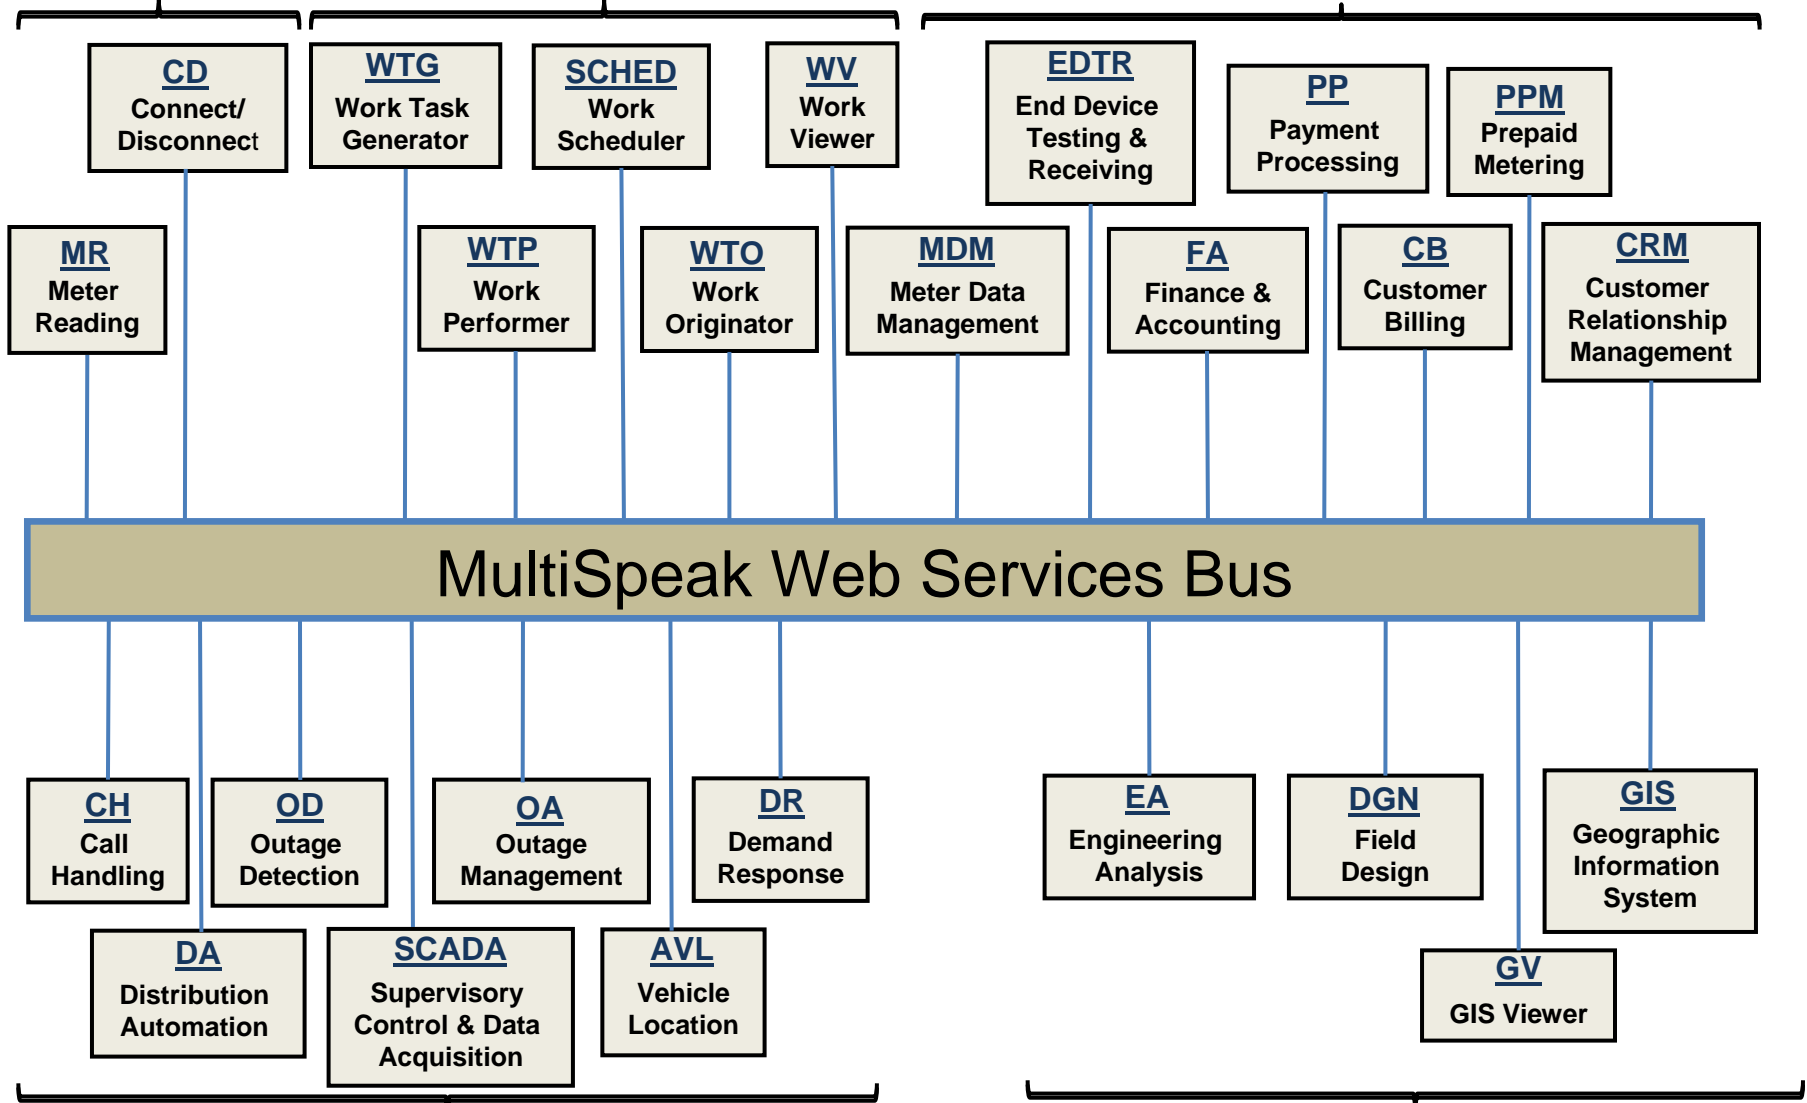 CD
Connect/
Disconnect
WTG
Work Task
Generator
SCHED
Work
Scheduler
WV
Work
Viewer
EDTR
End Device
Testing &
Receiving
PP
Payment
Processing
PPM
Prepaid
Metering
MR
Meter
Reading
WTP
Work
Performer
WTO
Work
Originator
MDM
Meter Data
Management
FA
Finance &
Accounting
CB
Customer
Billing
CRM
Customer
Relationship
Management
MultiSpeak Web Services Bus
CH
Call
Handling
OD
Outage
Detection
OA
Outage
Management
DR
Demand
Response
EA
Engineering
Analysis
DGN
Field
Design
GIS
Geographic
Information
System
DA
Distribution
Automation
SCADA
Supervisory
Control & Data
Acquisition
AVL
Vehicle
Location
GV
GIS Viewer